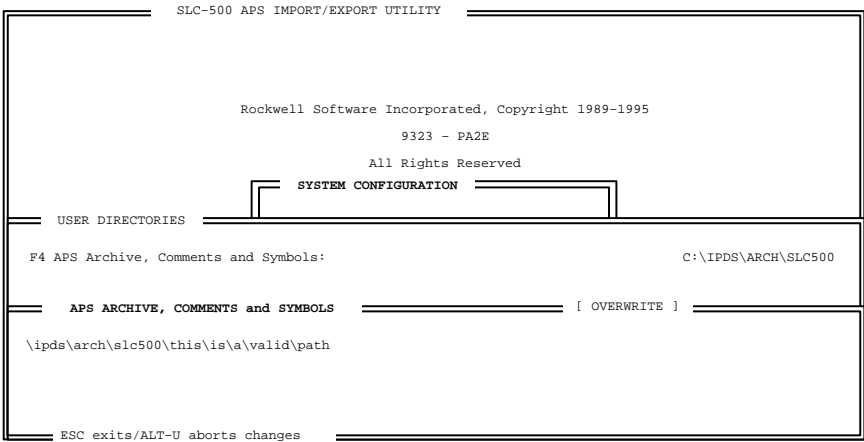 SLC-500 APS IMPORT/EXPORT UTILITY
Rockwell Software Incorporated, Copyright 1989-1995
9323 - PA2E
All Rights Reserved
SYSTEM CONFIGURATION
USER DIRECTORIES
F4 APS Archive, Comments and Symbols: C:\IPDS\ARCH\SLC500
APS ARCHIVE, COMMENTS and SYMBOLS [ OVERWRITE ]
\ipds\arch\slc500\this\is\a\valid\path
ESC exits/ALT-U aborts changes